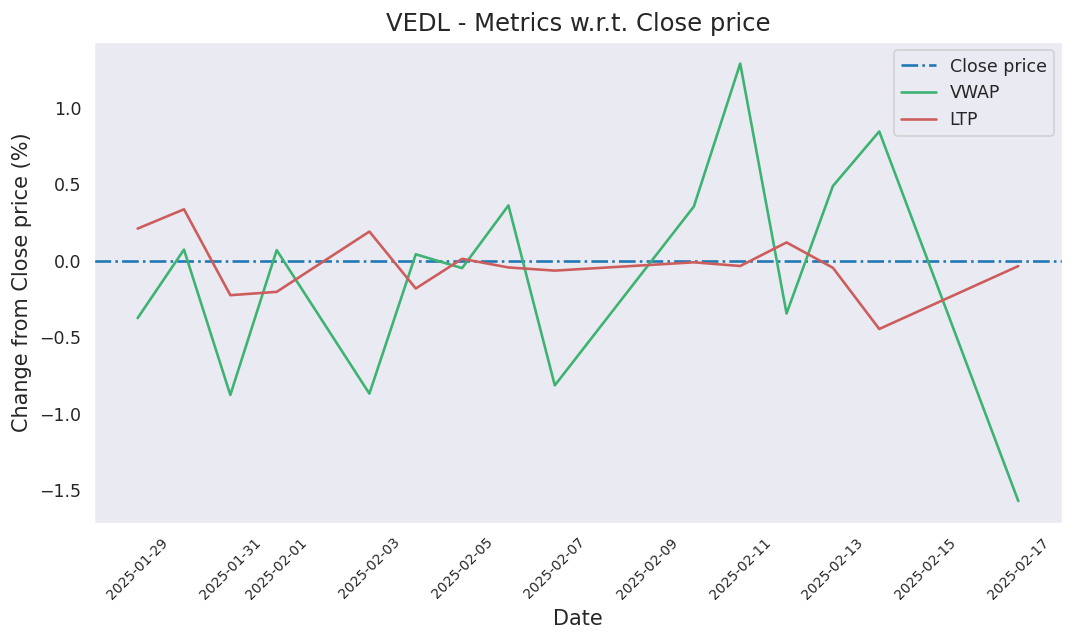 VEDL - Metrics w.r.t. Close price
Close price
VWAP
LTP
Change from Close price (%)
1.0
0.5
0.0
−0.5
−1.0
−1.5
2025-01-29
2025-01-31
2025-02-01
2025-02-03
2025-02-05
2025-02-07
2025-02-09
2025-02-11
2025-02-13
2025-02-15
2025-02-17
Date